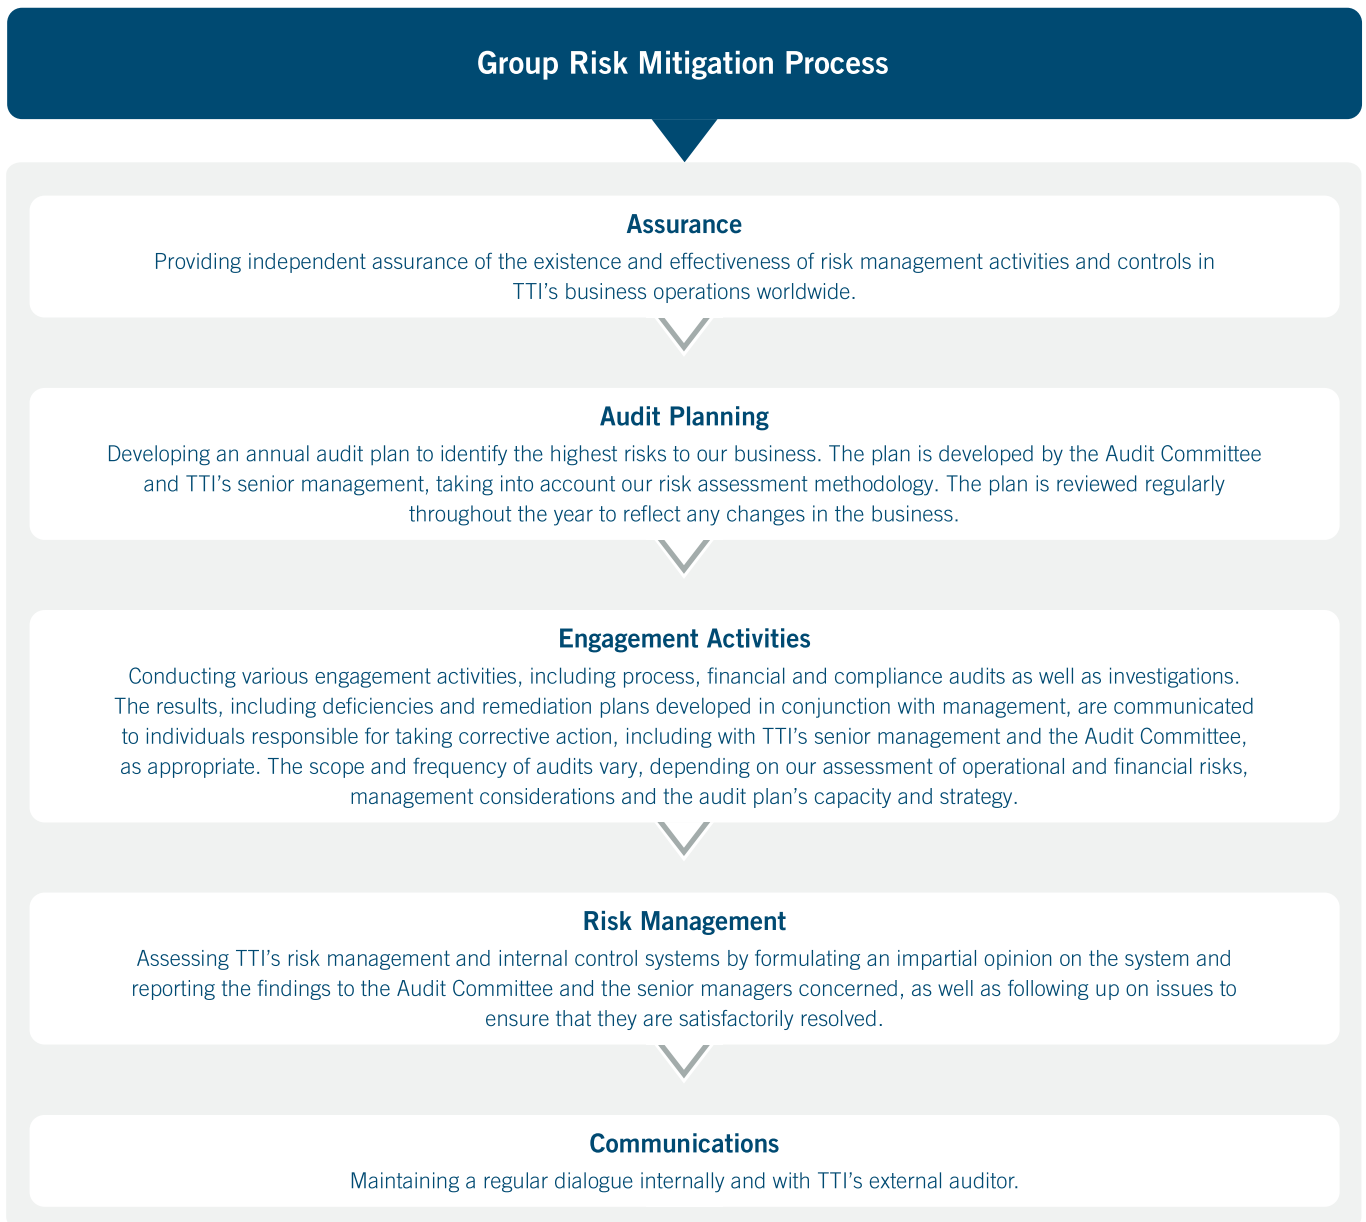 Group Risk Mitigation Process
Assurance
Providing independent assurance of the existence and effectiveness of risk management activities and controls in
TTI’s business operations worldwide.
Audit Planning
Developing an annual audit plan to identify the highest risks to our business. The plan is developed by the Audit Committee
and TTI’s senior management, taking into account our risk assessment methodology. The plan is reviewed regularly
throughout the year to reflect any changes in the business.
Engagement Activities
Conducting various engagement activities, including process, financial and compliance audits as well as investigations.
The results, including deficiencies and remediation plans developed in conjunction with management, are communicated
to individuals responsible for taking corrective action, including with TTI’s senior management and the Audit Committee,
as appropriate. The scope and frequency of audits vary, depending on our assessment of operational and financial risks,
management considerations and the audit plan’s capacity and strategy.
Risk Management
Assessing TTI’s risk management and internal control systems by formulating an impartial opinion on the system and
reporting the findings to the Audit Committee and the senior managers concerned, as well as following up on issues to
ensure that they are satisfactorily resolved.
Communications
Maintaining a regular dialogue internally and with TTI’s external auditor.